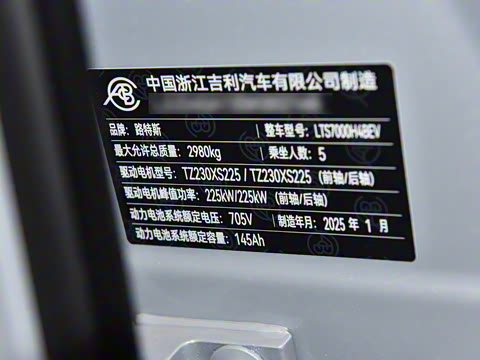 中国浙江吉利汽车有限公司制造
品牌：路特斯 整车型号：LTS7000H4BEV
最大允许总质量：2980kg 乘坐人数：5
驱动电机型号：TZ230XS225 / TZ230XS225（前轴/后轴）
驱动电机峰值功率：225kW/225kW（前轴/后轴）
动力电池系统额定电压：705V 制造年月：2025 年 1 月
动力电池系统额定容量：145Ah